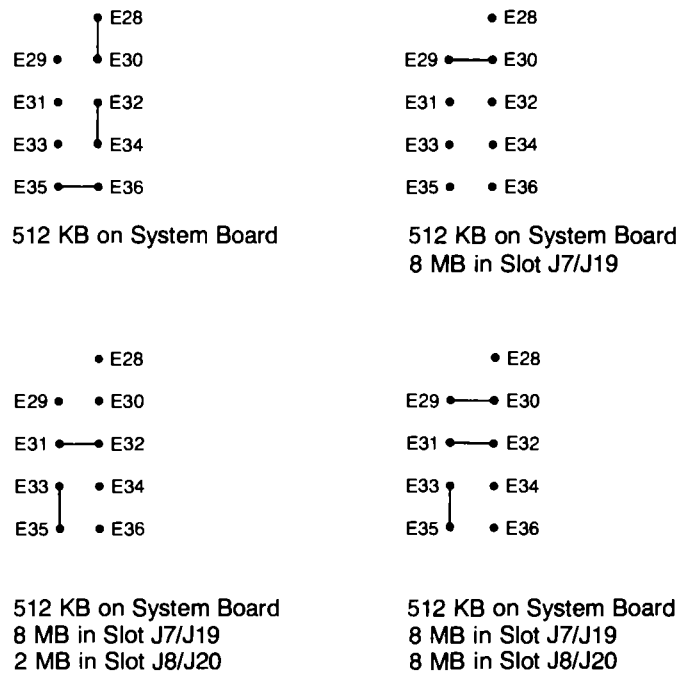 E28
E29 E30
E31 E32
E33 E34
E35 E36
512 KB on System Board
E28
E29 E30
E31 E32
E33 E34
E35 E36
512 KB on System Board
8 MB in Slot J7/J19
E28
E29 E30
E31 E32
E33 E34
E35 E36
512 KB on System Board
8 MB in Slot J7/J19
2 MB in Slot J8/J20
E28
E29 E30
E31 E32
E33 E34
E35 E36
512 KB on System Board
8 MB in Slot J7/J19
8 MB in Slot J8/J20